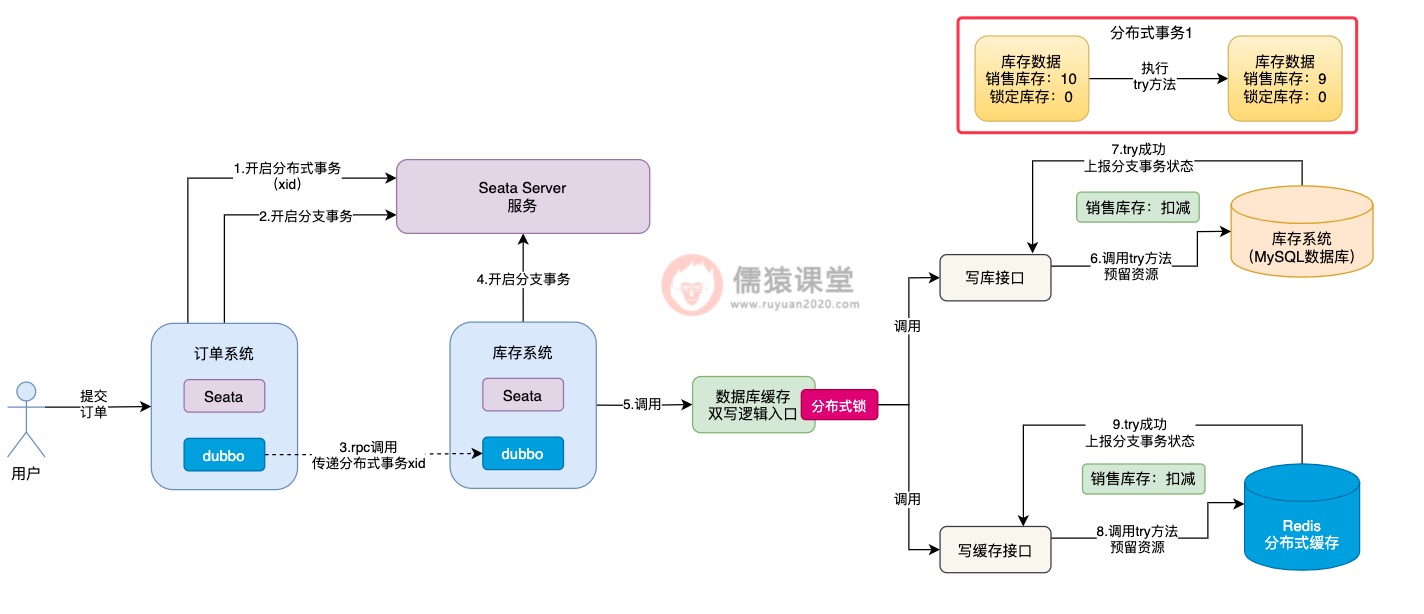 分布式事务1
库存数据
销售库存：10
锁定库存：0
执行
try方法
库存数据
销售库存：9
锁定库存：0
1.开启分布式事务
（xid）
2.开启分支事务
Seata Server
服务
4.开启分支事务
7.try成功
上报分支事务状态
销售库存：扣减
6.调用try方法
预留资源
库存系统
（MySQL数据库）
写库接口
儒猿课堂
www.ruyuan2020.com
调用
用户
提交
订单
订单系统
Seata
dubbo
3.rpc调用
传递分布式事务xid
库存系统
Seata
dubbo
5.调用
数据库缓存
双写逻辑入口
分布式锁
调用
写缓存接口
9.try成功
上报分支事务状态
销售库存：扣减
8.调用try方法
预留资源
Redis
分布式缓存